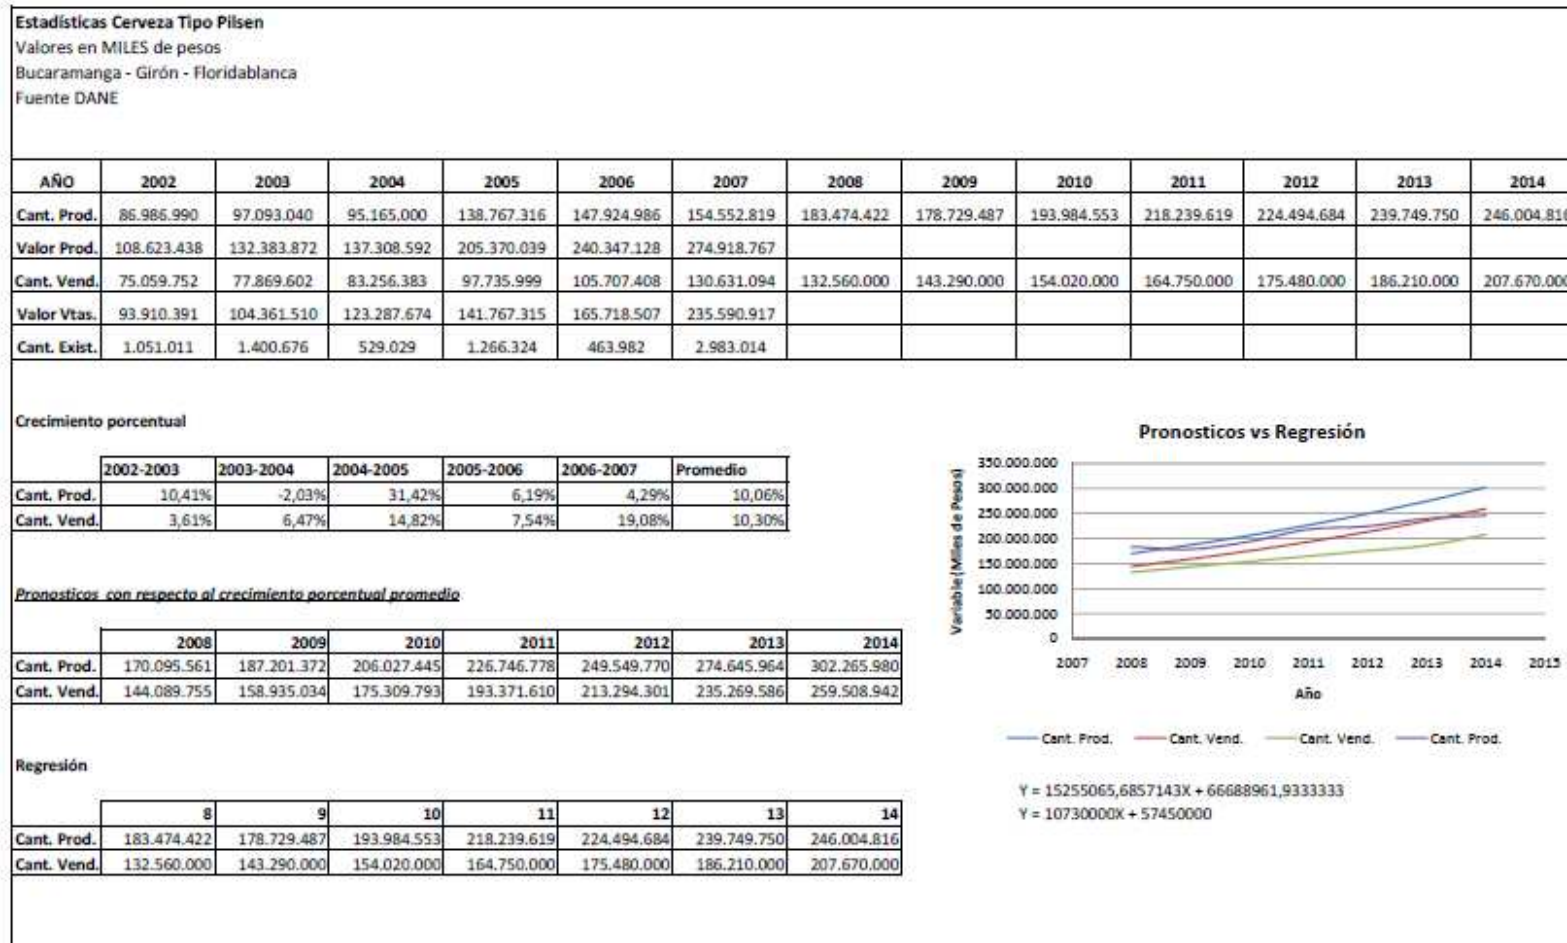 Estadísticas Cerveza Tipo Pilsen
Valores en MILES de pesos
Bucaramanga - Girón - Floridablanca
Fuente DANE
AÑO 2002 2003 2004 2005 2006 2007 2008 2009 2010 2011 2012 2013 2014
Cant. Prod. 86.986.990 97.093.040 95.165.000 138.767.316 147.924.986 154.552.819 183.474.422 178.729.487 193.984.553 218.239.619 224.494.684 239.749.750 246.004.816
Valor Prod. 108.623.438 132.383.872 137.308.592 205.370.039 240.347.128 274.918.767
Cant. Vend. 75.059.752 77.869.602 83.256.383 97.735.999 105.707.408 130.631.094 132.560.000 143.290.000 154.020.000 164.750.000 175.480.000 186.210.000 207.670.000
Valor Vtas. 93.910.391 104.361.510 123.287.674 141.767.315 165.718.507 235.590.917
Cant. Exist. 1.051.011 1.400.676 529.029 1.266.324 463.982 2.983.014
Crecimiento porcentual
2002-2003 2003-2004 2004-2005 2005-2006 2006-2007 Promedio
Cant. Prod. 10,41% -2,03% 31,42% 6,19% 4,29% 10,06%
Cant. Vend. 3,61% 6,47% 14,82% 7,54% 19,08% 10,30%
Pronosticos con respecto al crecimiento porcentual promedio
2008 2009 2010 2011 2012 2013 2014
Cant. Prod. 170.095.561 187.201.372 206.027.445 226.746.778 249.549.770 274.645.964 302.265.980
Cant. Vend. 144.089.755 158.935.034 175.309.793 193.371.610 213.294.301 235.269.586 259.508.942
Regresión
8 9 10 11 12 13 14
Cant. Prod. 183.474.422 178.729.487 193.984.553 218.239.619 224.494.684 239.749.750 246.004.816
Cant. Vend. 132.560.000 143.290.000 154.020.000 164.750.000 175.480.000 186.210.000 207.670.000
Pronosticos vs Regresión
Variable (Miles de Pesos)
350.000.000
300.000.000
250.000.000
200.000.000
150.000.000
100.000.000
50.000.000
0
2007 2008 2009 2010 2011 2012 2013 2014 2015
Año
Cant. Prod. Cant. Vend. Cant. Vend. Cant. Prod.
Y = 15255065,6857143X + 66688961,9333333
Y = 10730000X + 57450000